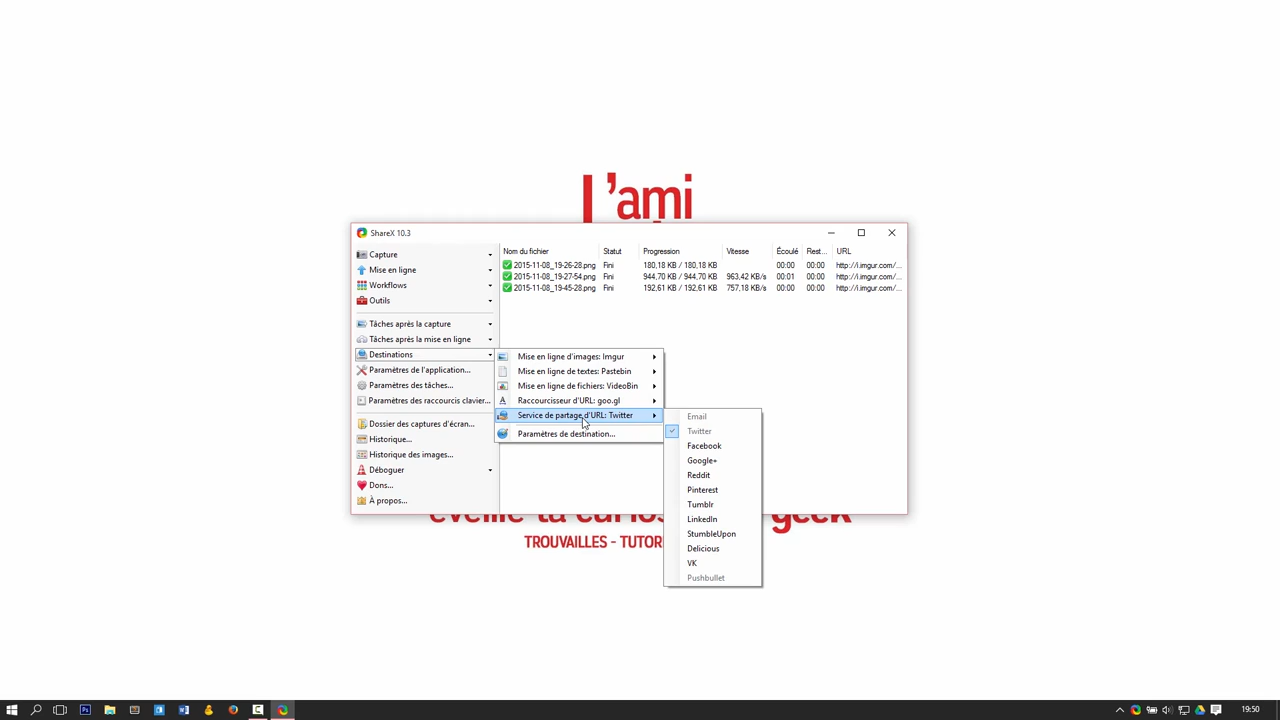 L'ami
ShareX 10.3
Capture
Mise en ligne
Workflows
Outils
Tâches après la capture
Tâches après la mise en ligne
Destinations
Paramètres de l'application...
Paramètres des tâches...
Paramètres des raccourcis clavier...
Dossier des captures d'écran...
Historique...
Historique des images...
Déboguer
Dons...
À propos...
Nom du fichier Statut Progression Vitesse Écoulé Rest... URL
2015-11-08_19-26-28.png Fini 180,18 KB / 180,18 KB 00:00 00:00 http://i.imgur.com/...
2015-11-08_19-27-54.png Fini 944,70 KB / 944,70 KB 963,42 KB/s 00:01 00:00 http://i.imgur.com/...
2015-11-08_19-45-28.png Fini 192,61 KB / 192,61 KB 757,18 KB/s 00:00 00:00 http://i.imgur.com/...
Mise en ligne d'images: Imgur
Mise en ligne de textes: Pastebin
Mise en ligne de fichiers: VideoBin
Raccourcisseur d'URL: goo.gl
Service de partage d'URL: Twitter
Paramètres de destination...
Email
Twitter
Facebook
Google+
Reddit
Pinterest
Tumblr
LinkedIn
StumbleUpon
Delicious
VK
Pushbullet
éveille ta curios geek
TROUVAILLES - TUTOR
19:50